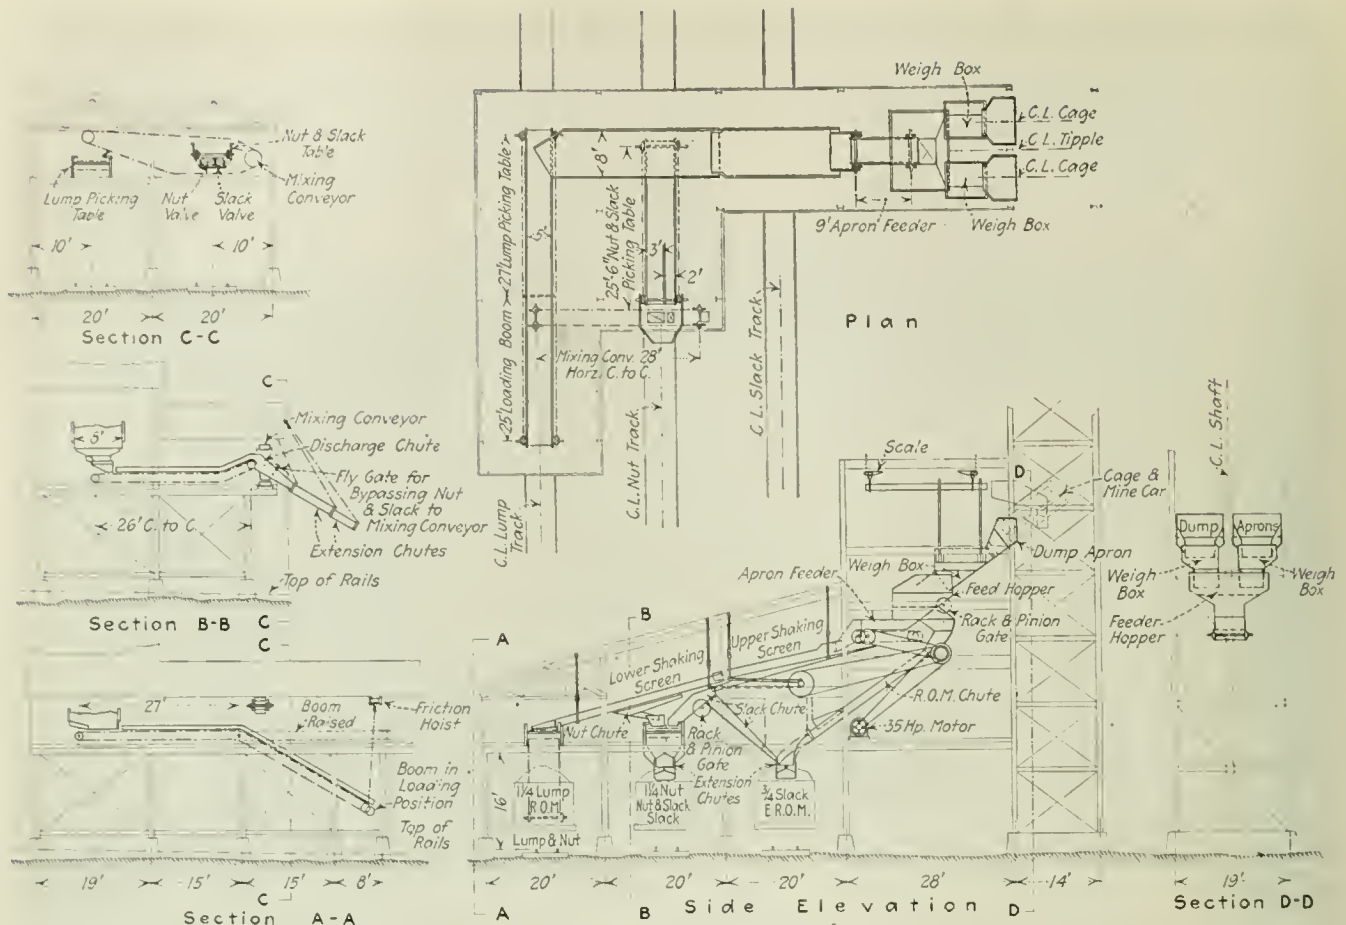 Nut & Slack
Table
Mixing
Conveyor
Lump Picking
Table
Nut
Valve
Slack
Valve
10'
10'
20'
20'
Section C-C
C
Mixing Conveyor
Discharge Chute
Fly Gate for
Bypassing Nut
& Slack to
Mixing Conveyor
26' C. to C.
Extension Chutes
Top of Rails
Section B-B
C
C
27'
Boom
Raised
Friction
Hoist
Boom in
Loading
Position
Top of
Rails
19'
15'
15'
8'
C
Section A-A
Weigh Box
C.L. Cage
C.L. Tipple
C.L. Cage
Weigh Box
9' Apron Feeder
8'
27' Lump Picking Table
25' Loading Boom
5'
25'-6" Nut & Slack
Picking Table
3'
2'
Mixing Conv. 28'
Horz. C. to C.
Plan
C.L. Lump
Track
C.L. Nut Track
C.L. Slack Track
Scale
D
Cage &
Mine Car
Dump Apron
Weigh Box
Feed Hopper
Apron Feeder
Rack & Pinion
Gate
B
A
Upper Shaking
Screen
Lower Shaking
Screen
R.O.M. Chute
Slack Chute
35 Hp. Motor
Nut Chute
Rack
& Pinion
Gate
Extension
Chutes
16'
1¼ Lump
R.O.M.
Lump & Nut
1¼ Nut
Nut & Slack
Slack
¾ Slack
E R.O.M.
20'
20'
20'
28'
14'
A
B
Side Elevation
D
C.L. Shaft
Dump
Aprons
Weigh
Box
Weigh
Box
Feeder
Hopper
19'
Section D-D